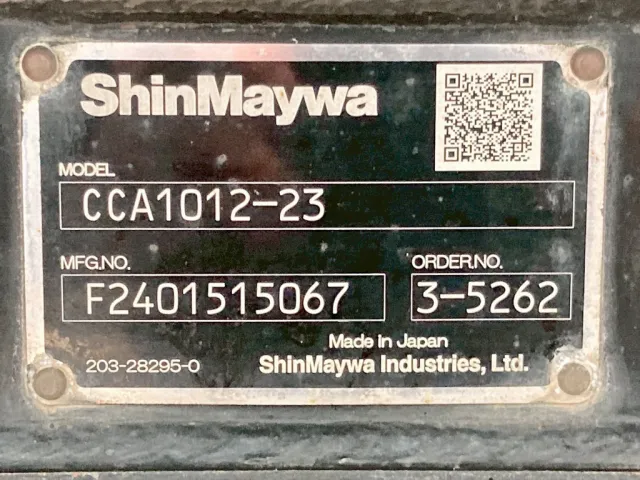 ShinMaywa
MODEL
CCA1012-23
MFG.NO. ORDER.NO.
F2401515067 3-5262
Made in Japan
203-28295-0 ShinMaywa Industries, Ltd.